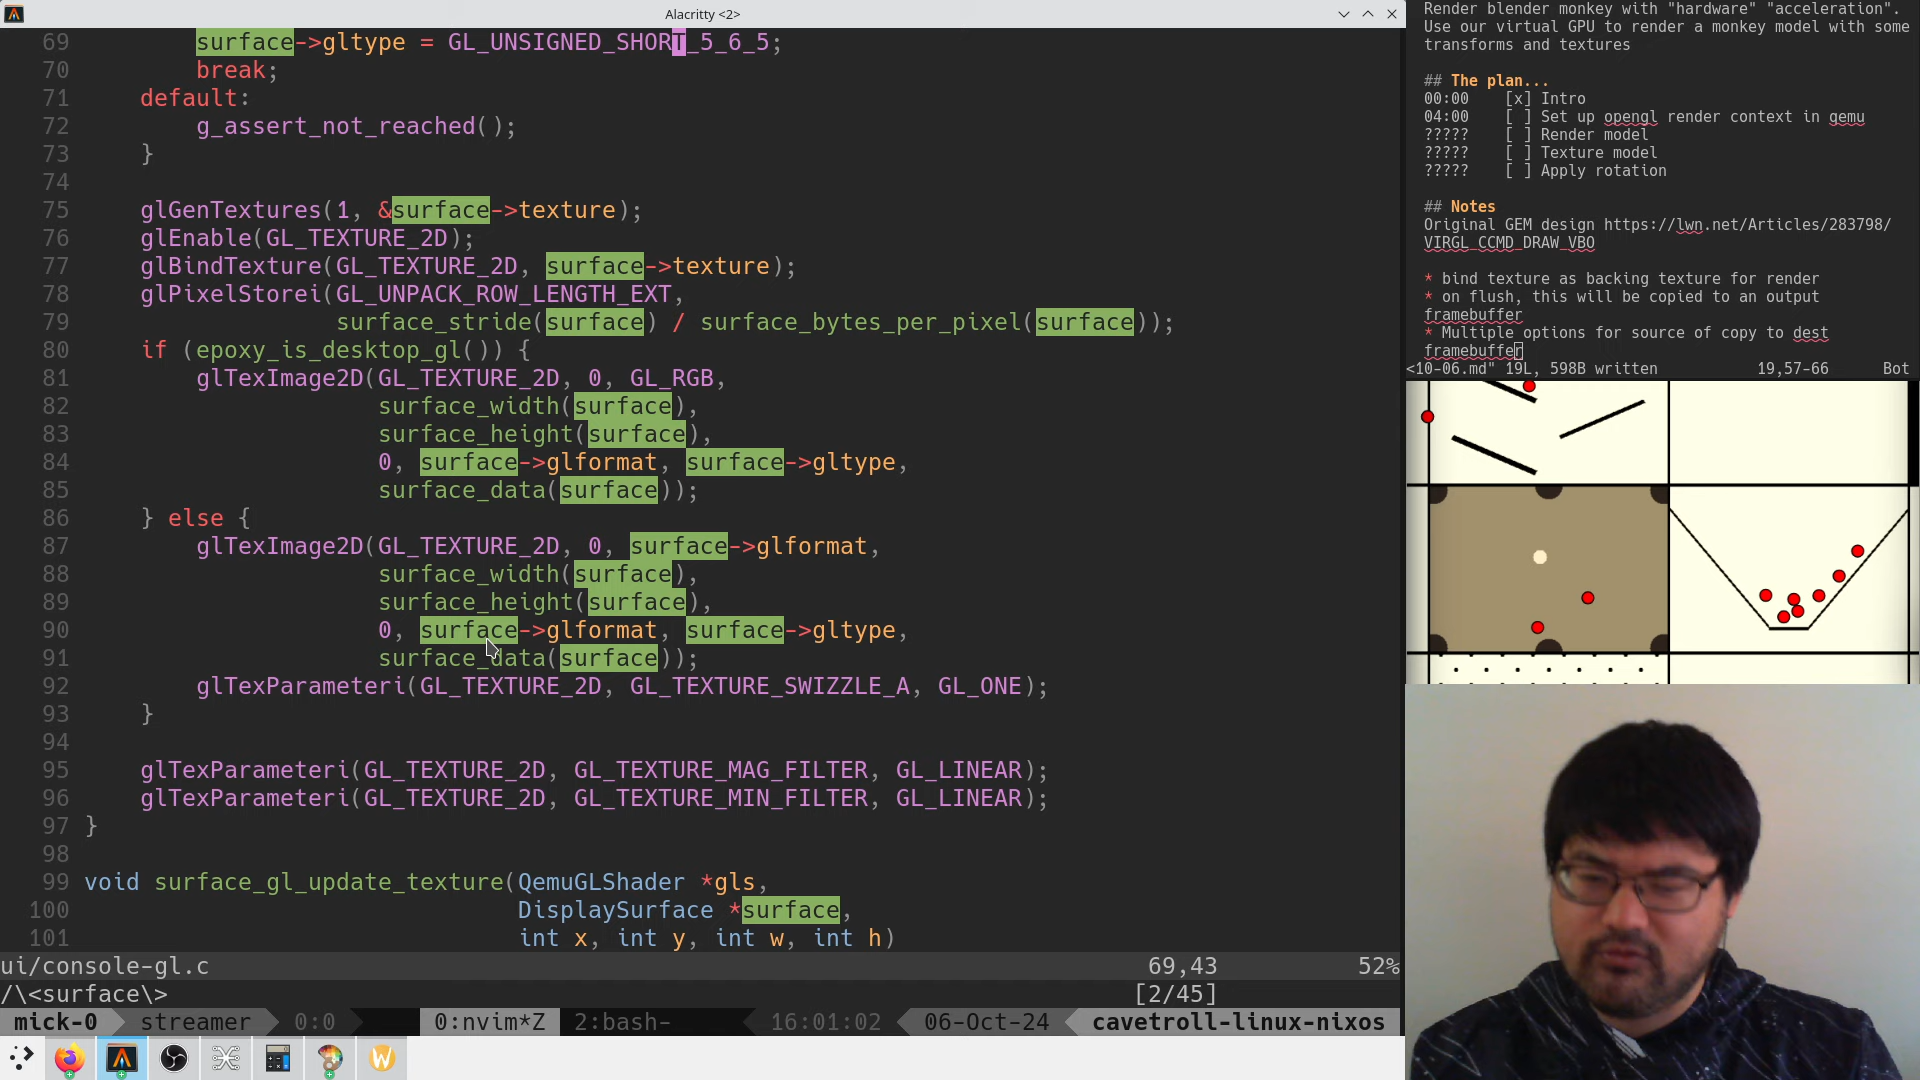 Alacritty <2>
69 surface->gltype = GL_UNSIGNED_SHORT_5_6_5;
70 break;
71 default:
72 g_assert_not_reached();
73 }
74
75 glGenTextures(1, &surface->texture);
76 glEnable(GL_TEXTURE_2D);
77 glBindTexture(GL_TEXTURE_2D, surface->texture);
78 glPixelStorei(GL_UNPACK_ROW_LENGTH_EXT,
79 surface_stride(surface) / surface_bytes_per_pixel(surface));
80 if (epoxy_is_desktop_gl()) {
81 glTexImage2D(GL_TEXTURE_2D, 0, GL_RGB,
82 surface_width(surface),
83 surface_height(surface),
84 0, surface->glformat, surface->gltype,
85 surface_data(surface));
86 } else {
87 glTexImage2D(GL_TEXTURE_2D, 0, surface->glformat,
88 surface_width(surface),
89 surface_height(surface),
90 0, surface->glformat, surface->gltype,
91 surface_data(surface));
92 glTexParameteri(GL_TEXTURE_2D, GL_TEXTURE_SWIZZLE_A, GL_ONE);
93 }
94
95 glTexParameteri(GL_TEXTURE_2D, GL_TEXTURE_MAG_FILTER, GL_LINEAR);
96 glTexParameteri(GL_TEXTURE_2D, GL_TEXTURE_MIN_FILTER, GL_LINEAR);
97 }
98
99 void surface_gl_update_texture(QemuGLShader *gls,
100 DisplaySurface *surface,
101 int x, int y, int w, int h)
ui/console-gl.c 69,43 52%
/\<surface\> [2/45]
mick-0 streamer 0:0 0:nvim*Z 2:bash- 16:01:02 06-Oct-24 cavetroll-linux-nixos
Render blender monkey with "hardware" "acceleration".
Use our virtual GPU to render a monkey model with some
transforms and textures
## The plan...
00:00 [x] Intro
04:00 [ ] Set up opengl render context in qemu
????? [ ] Render model
????? [ ] Texture model
????? [ ] Apply rotation
## Notes
Original GEM design https://lwn.net/Articles/283798/
VIRGL_CCMD_DRAW_VBO
* bind texture as backing texture for render
* on flush, this will be copied to an output
framebuffer
* Multiple options for source of copy to dest
framebuffer
<10-06.md" 19L, 598B written 19,57-66 Bot